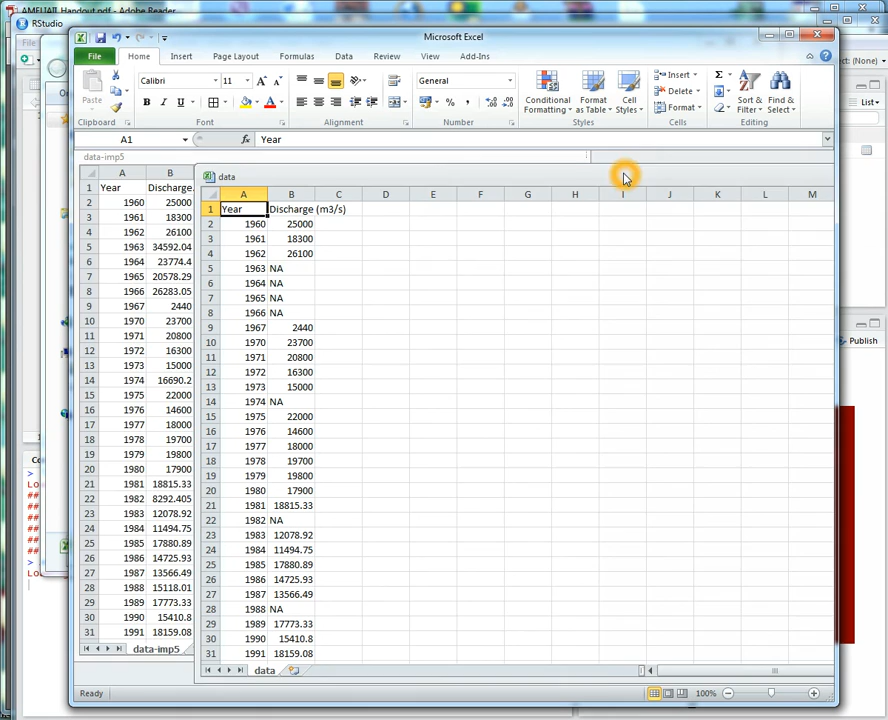 AMELIAII Handout.pdf - Adobe Reader
RStudio
Microsoft Excel
File Home Insert Page Layout Formulas Data Review View Add-Ins
Paste Calibri 11 General Conditional Formatting Format as Table Cell Styles Insert Delete Format Sort & Filter Find & Select List
Clipboard Font Number Styles Cells Editing
A1 fx Year
data-imp5
data
A B
1 Year Discharge
2 1960 25000
3 1961 18300
4 1962 26100
5 1963 34592.04
6 1964 23774.4
7 1965 20578.29
8 1966 26283.05
9 1967 2440
10 1970 23700
11 1971 20800
12 1972 16300
13 1973 15000
14 1974 16690.2
15 1975 22000
16 1976 14600
17 1977 18000
18 1978 19700
19 1979 19800
20 1980 17900
21 1981 18815.33
22 1982 8292.405
23 1983 12078.92
24 1984 11494.75
25 1985 17880.89
26 1986 14725.93
27 1987 13566.49
28 1988 15118.01
29 1989 17773.33
30 1990 15410.8
31 1991 18159.08
data-imp5
A B C D E F G H I J K L M
1 Year Discharge (m3/s)
2 1960 25000
3 1961 18300
4 1962 26100
5 1963 NA
6 1964 NA
7 1965 NA
8 1966 NA
9 1967 2440
10 1970 23700
11 1971 20800
12 1972 16300
13 1973 15000
14 1974 NA
15 1975 22000
16 1976 14600
17 1977 18000
18 1978 19700
19 1979 19800
20 1980 17900
21 1981 18815.33
22 1982 NA
23 1983 12078.92
24 1984 11494.75
25 1985 17880.89
26 1986 14725.93
27 1987 13566.49
28 1988 NA
29 1989 17773.33
30 1990 15410.8
31 1991 18159.08
data
Publish
Ready 100%